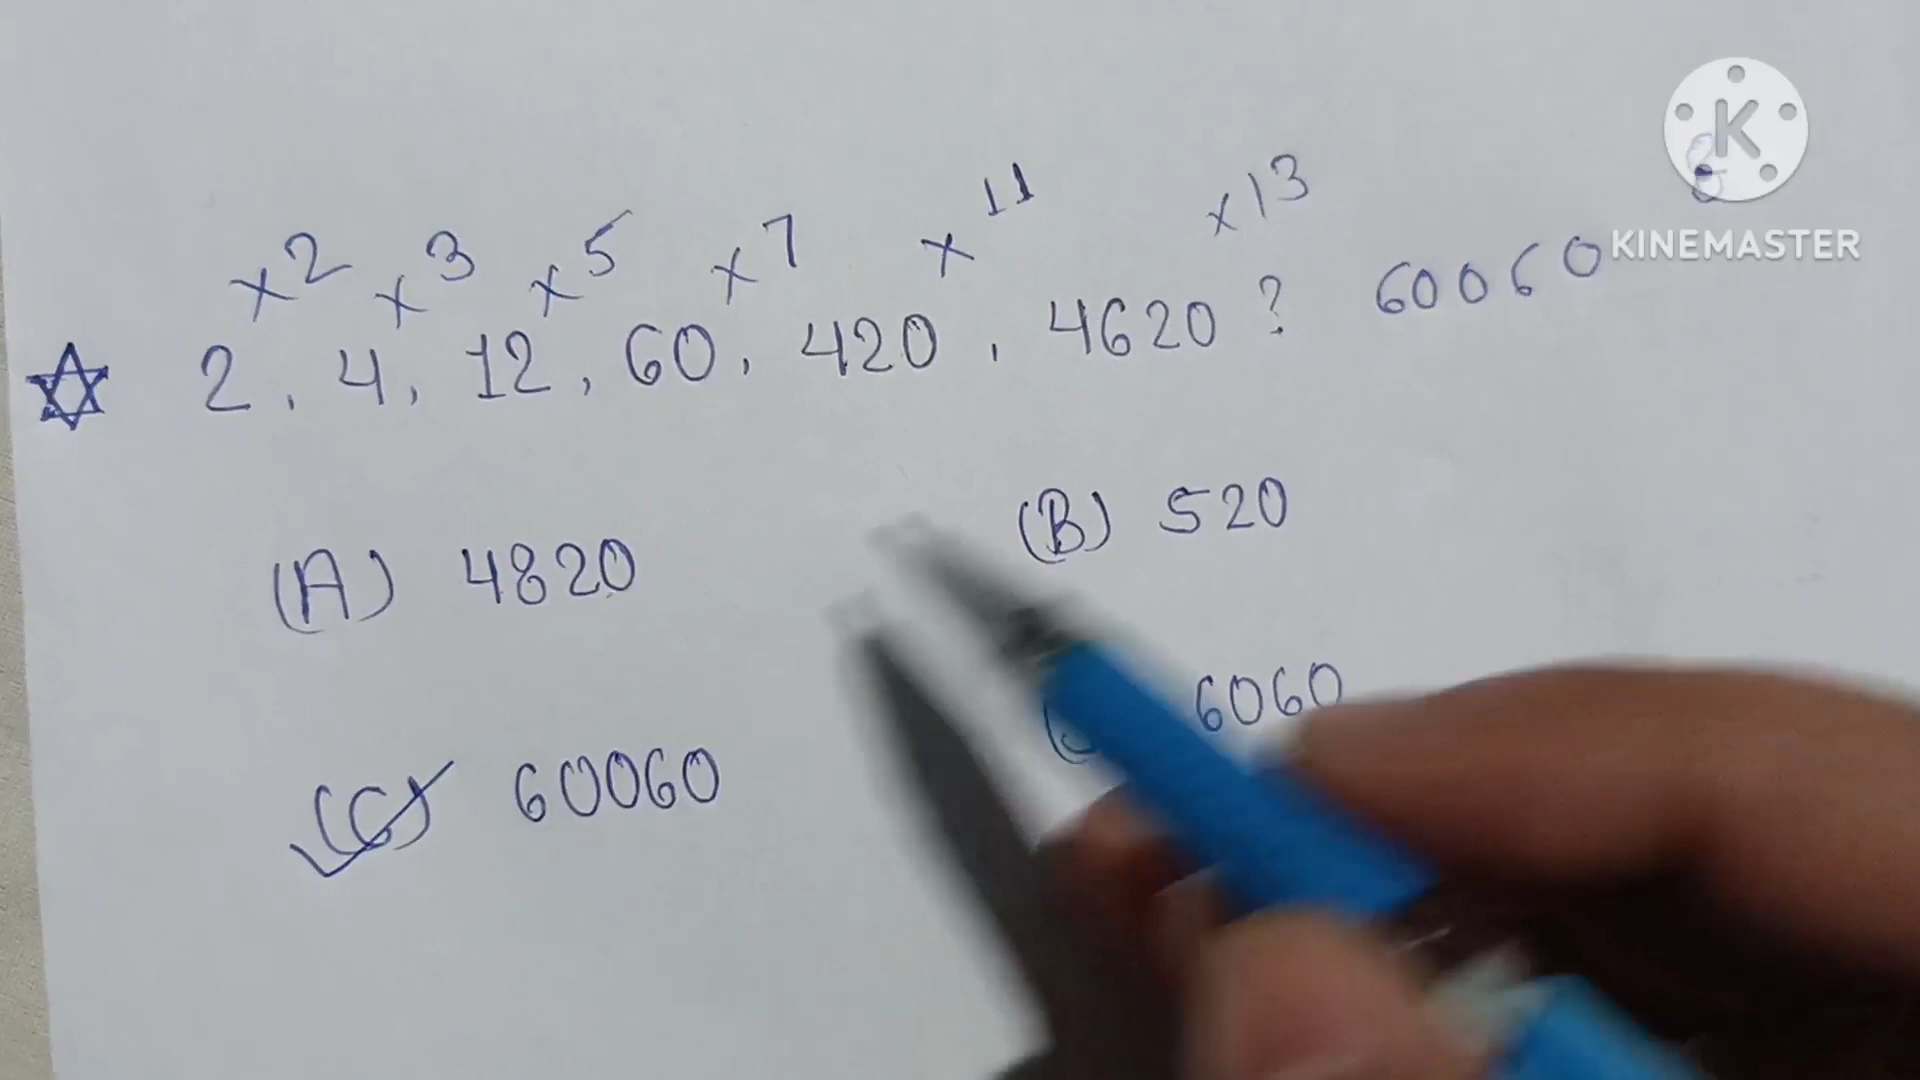 ×2 ×3 ×5 ×7 ×11 ×13
2, 4, 12, 60, 420, 4620 ? 60060
K
KINEMASTER
(A) 4820 (B) 520
(C) 60060 6060